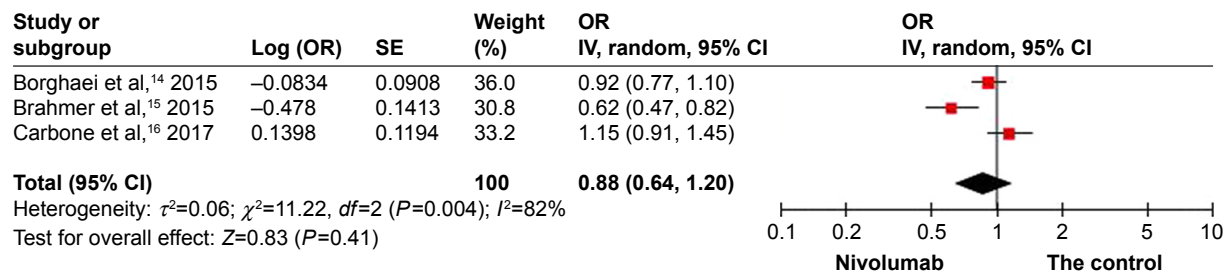 Study or Weight OR OR
subgroup Log (OR) SE (%) IV, random, 95% CI IV, random, 95% CI
Borghaei et al,¹⁴ 2015 –0.0834 0.0908 36.0 0.92 (0.77, 1.10)
Brahmer et al,¹⁵ 2015 –0.478 0.1413 30.8 0.62 (0.47, 0.82)
Carbone et al,¹⁶ 2017 0.1398 0.1194 33.2 1.15 (0.91, 1.45)
Total (95% CI) 100 0.88 (0.64, 1.20)
Heterogeneity: τ²=0.06; χ²=11.22, df=2 (P=0.004); I²=82%
Test for overall effect: Z=0.83 (P=0.41)
0.1 0.2 0.5 1 2 5 10
Nivolumab The control